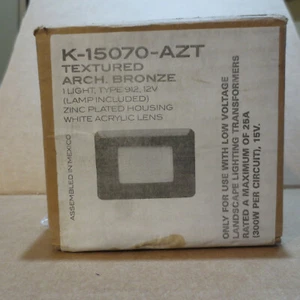 K-15070-AZT
TEXTURED
ARCH. BRONZE
1 LIGHT, TYPE 912, 12V
(LAMP INCLUDED)
ZINC PLATED HOUSING
WHITE ACRYLIC LENS
ASSEMBLED IN MEXICO
ONLY FOR USE WITH LOW VOLTAGE
LANDSCAPE LIGHTING TRANSFORMERS
RATED A MAXIMUM OF 25A
(300W PER CIRCUIT), 15V.